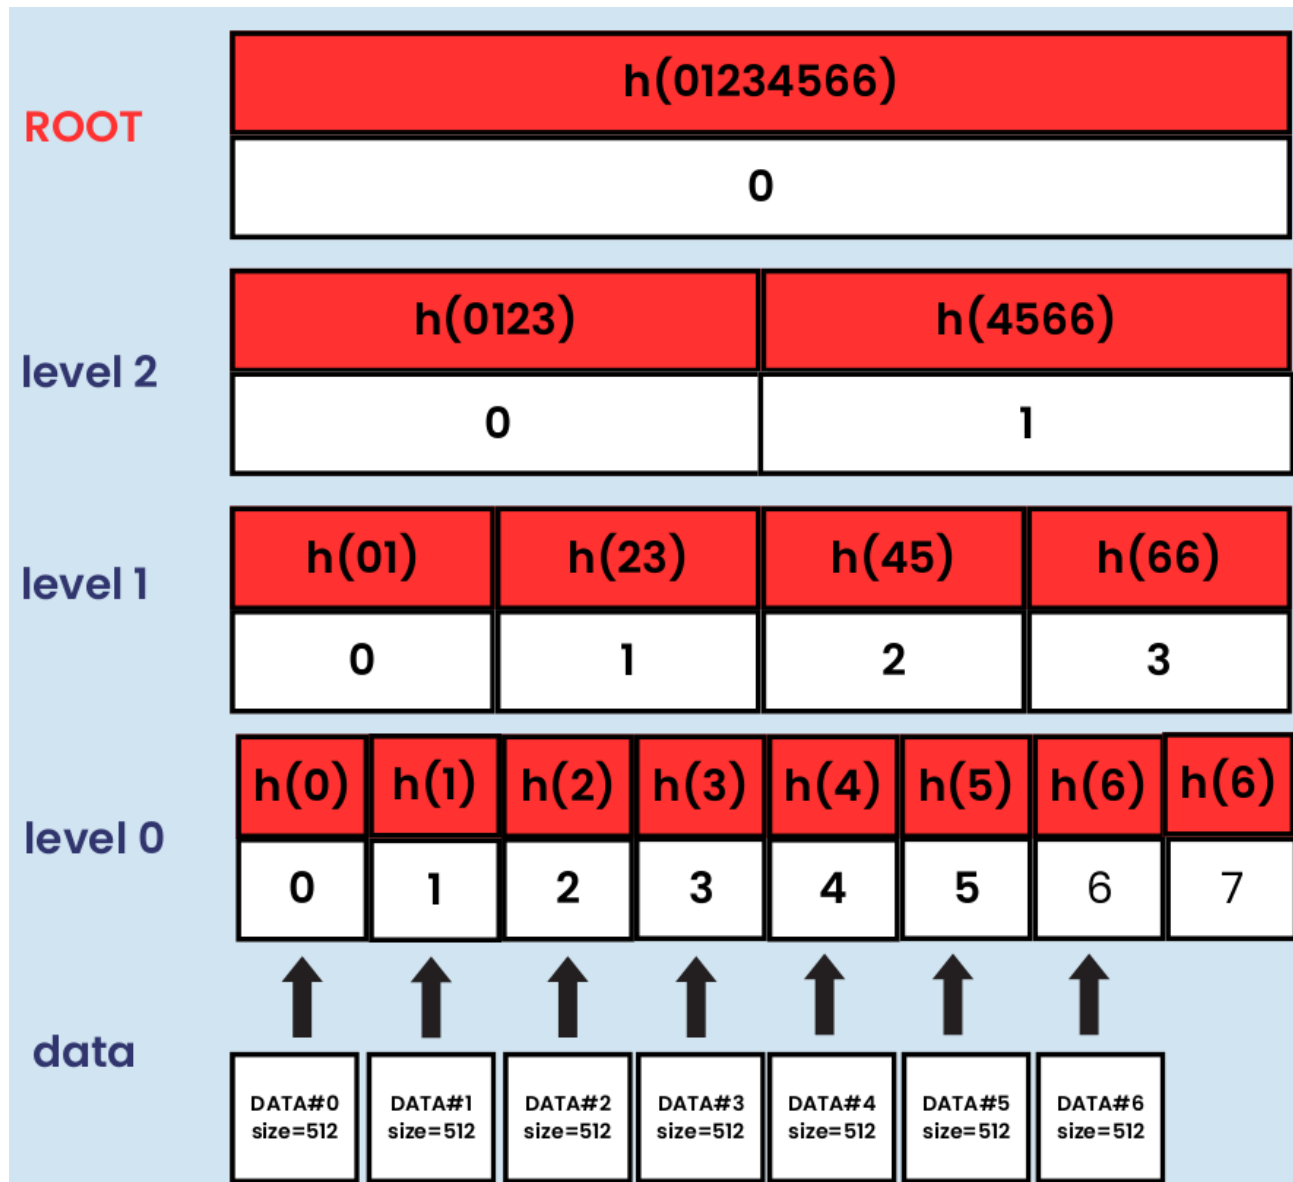 h(01234566)
ROOT
0
h(0123) h(4566)
level 2
0 1
h(01) h(23) h(45) h(66)
level 1
0 1 2 3
h(0) h(1) h(2) h(3) h(4) h(5) h(6) h(6)
level 0
0 1 2 3 4 5 6 7
data
DATA#0 DATA#1 DATA#2 DATA#3 DATA#4 DATA#5 DATA#6
size=512 size=512 size=512 size=512 size=512 size=512 size=512